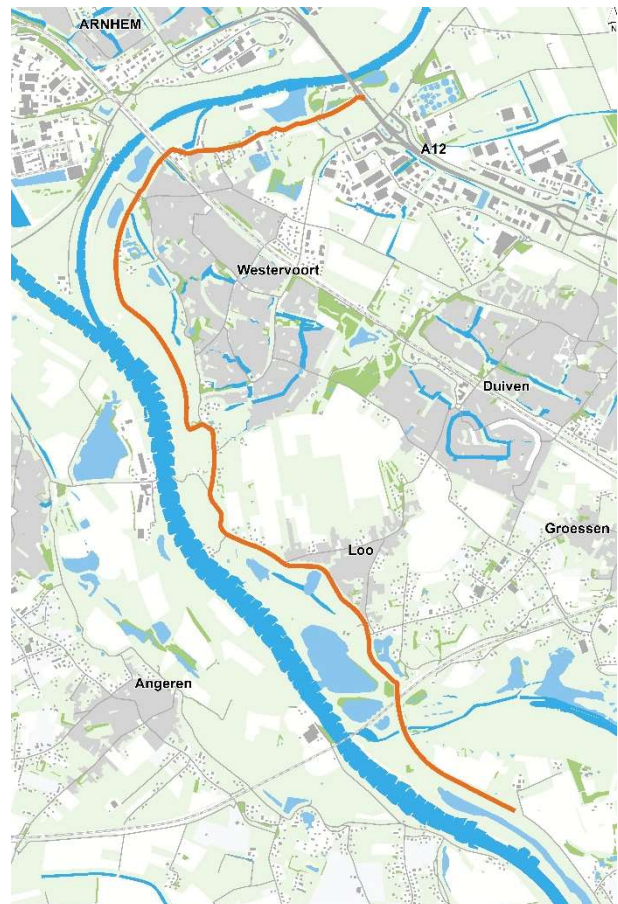 ARNHEM
N
A12
Westervoort
Duiven
Groessen
Loo
Angeren